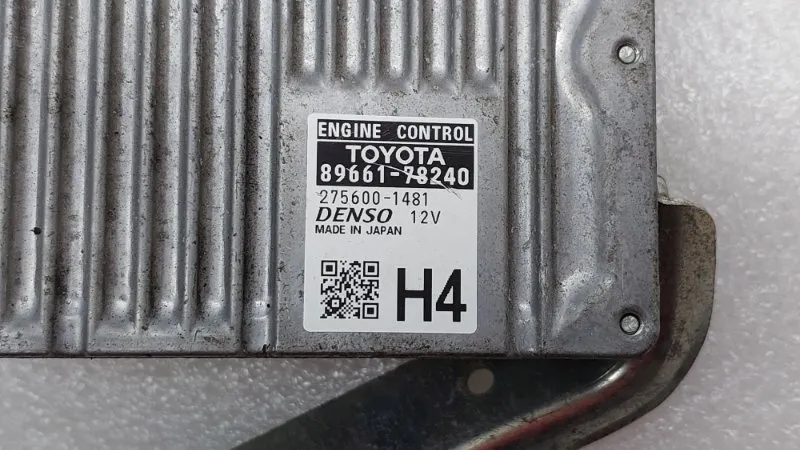 ENGINE CONTROL
TOYOTA
89661-78240
275600-1481
DENSO 12V
MADE IN JAPAN
H4